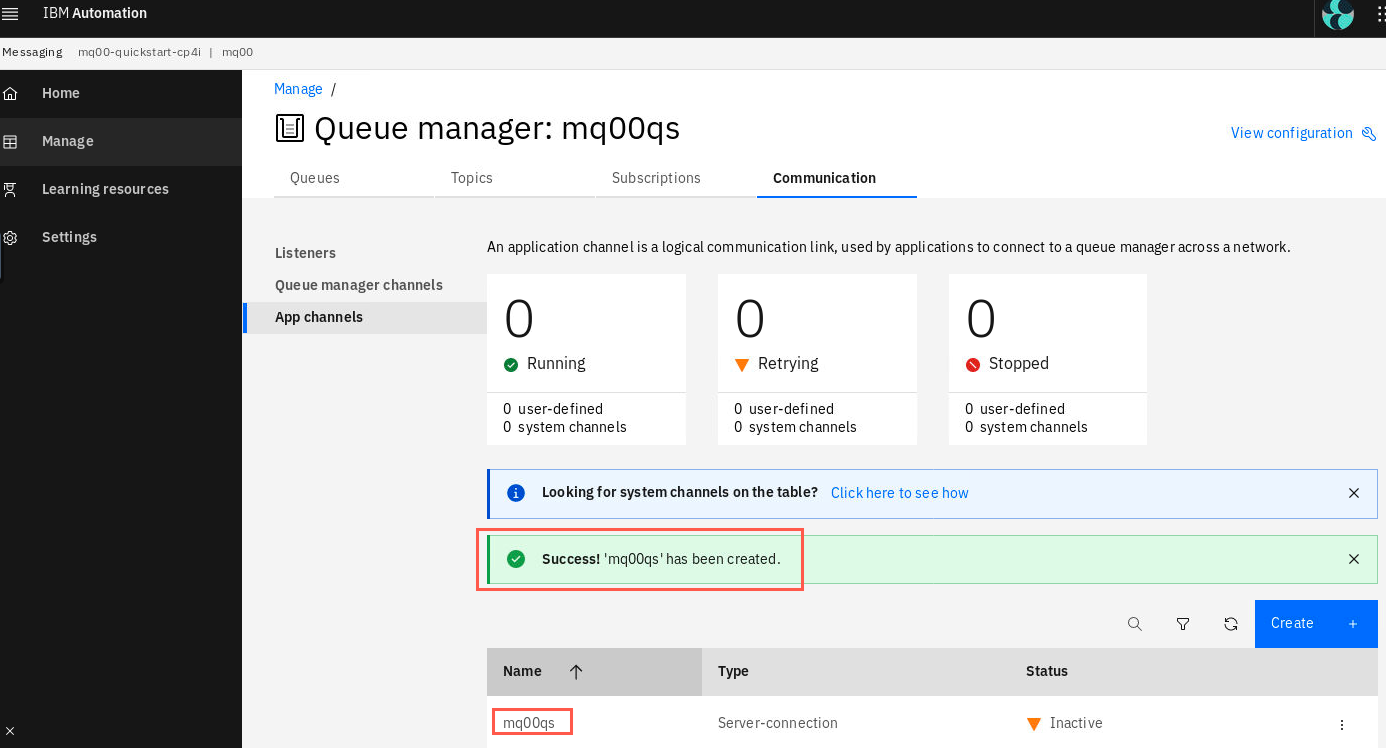 IBM Automation
Messaging mq00-quickstart-cp4i | mq00
Home
Manage
Learning resources
Settings
Manage /
Queue manager: mq00qs
View configuration
Queues Topics Subscriptions Communication
Listeners
Queue manager channels
App channels
An application channel is a logical communication link, used by applications to connect to a queue manager across a network.
0
Running
0 user-defined
0 system channels
0
Retrying
0 user-defined
0 system channels
0
Stopped
0 user-defined
0 system channels
Looking for system channels on the table? Click here to see how
Success! 'mq00qs' has been created.
Create +
Name Type Status
mq00qs Server-connection Inactive